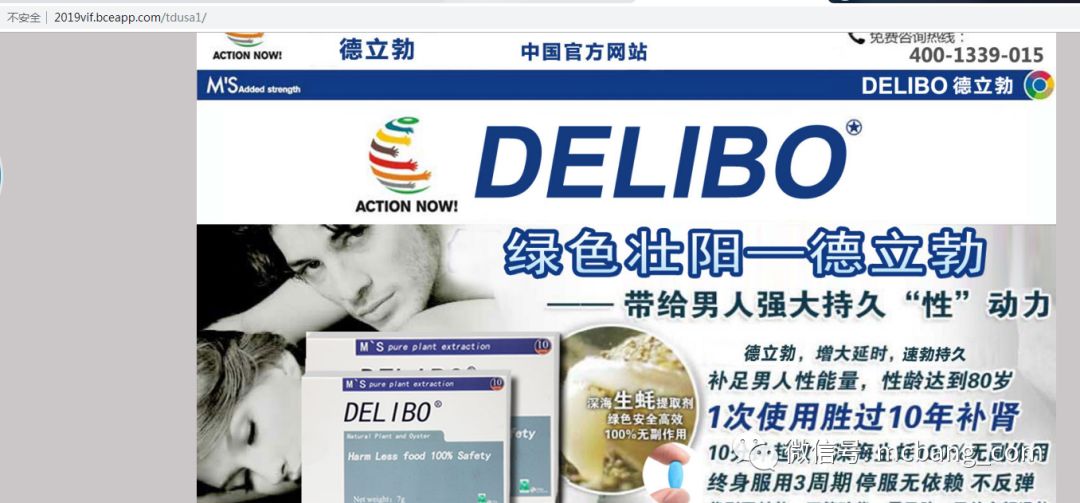 不安全 | 2019vif.bceapp.com/tdusa1/
ACTION NOW!
德立勃
中国官方网站
免费咨询热线：
400-1339-015
M'S Added strength
DELIBO 德立勃
DELIBO®
ACTION NOW!
绿色壮阳—德立勃
—— 带给男人强大持久“性”动力
德立勃，增大延时，速勃持久
补足男人性能量，性龄达到80岁
1次使用胜过10年补肾
终身服用3周期停服无依赖 不反弹
M`S pure plant extraction 10
M`S pure plant extraction 10
DELIBO®
Natural Plant and Oyster
Harm Less food 100% Safety
Net weight: 7g
深海生蚝提取剂
绿色安全高效
100%无副作用
微信号: mcbang_com